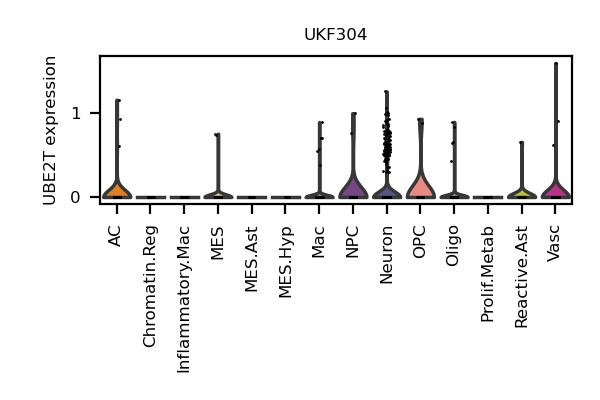 UKF304
UBE2T expression
1
0
AC
Chromatin.Reg
Inflammatory.Mac
MES
MES.Ast
MES.Hyp
Mac
NPC
Neuron
OPC
Oligo
Prolif.Metab
Reactive.Ast
Vasc